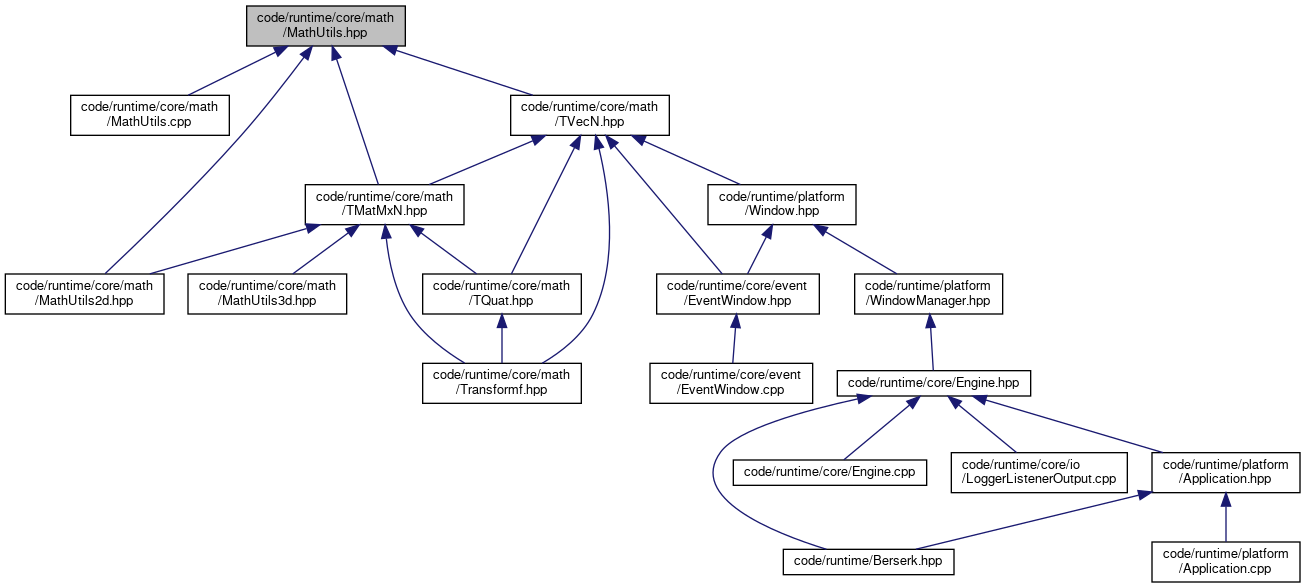 code/runtime/core/math
/MathUtils.hpp
code/runtime/core/math
/MathUtils.cpp
code/runtime/core/math
/TVecN.hpp
code/runtime/core/math
/TMatMxN.hpp
code/runtime/platform
/Window.hpp
code/runtime/core/math
/MathUtils2d.hpp
code/runtime/core/math
/MathUtils3d.hpp
code/runtime/core/math
/TQuat.hpp
code/runtime/core/event
/EventWindow.hpp
code/runtime/platform
/WindowManager.hpp
code/runtime/core/math
/Transformf.hpp
code/runtime/core/event
/EventWindow.cpp
code/runtime/core/Engine.hpp
code/runtime/core/Engine.cpp
code/runtime/core/io
/LoggerListenerOutput.cpp
code/runtime/platform
/Application.hpp
code/runtime/Berserk.hpp
code/runtime/platform
/Application.cpp